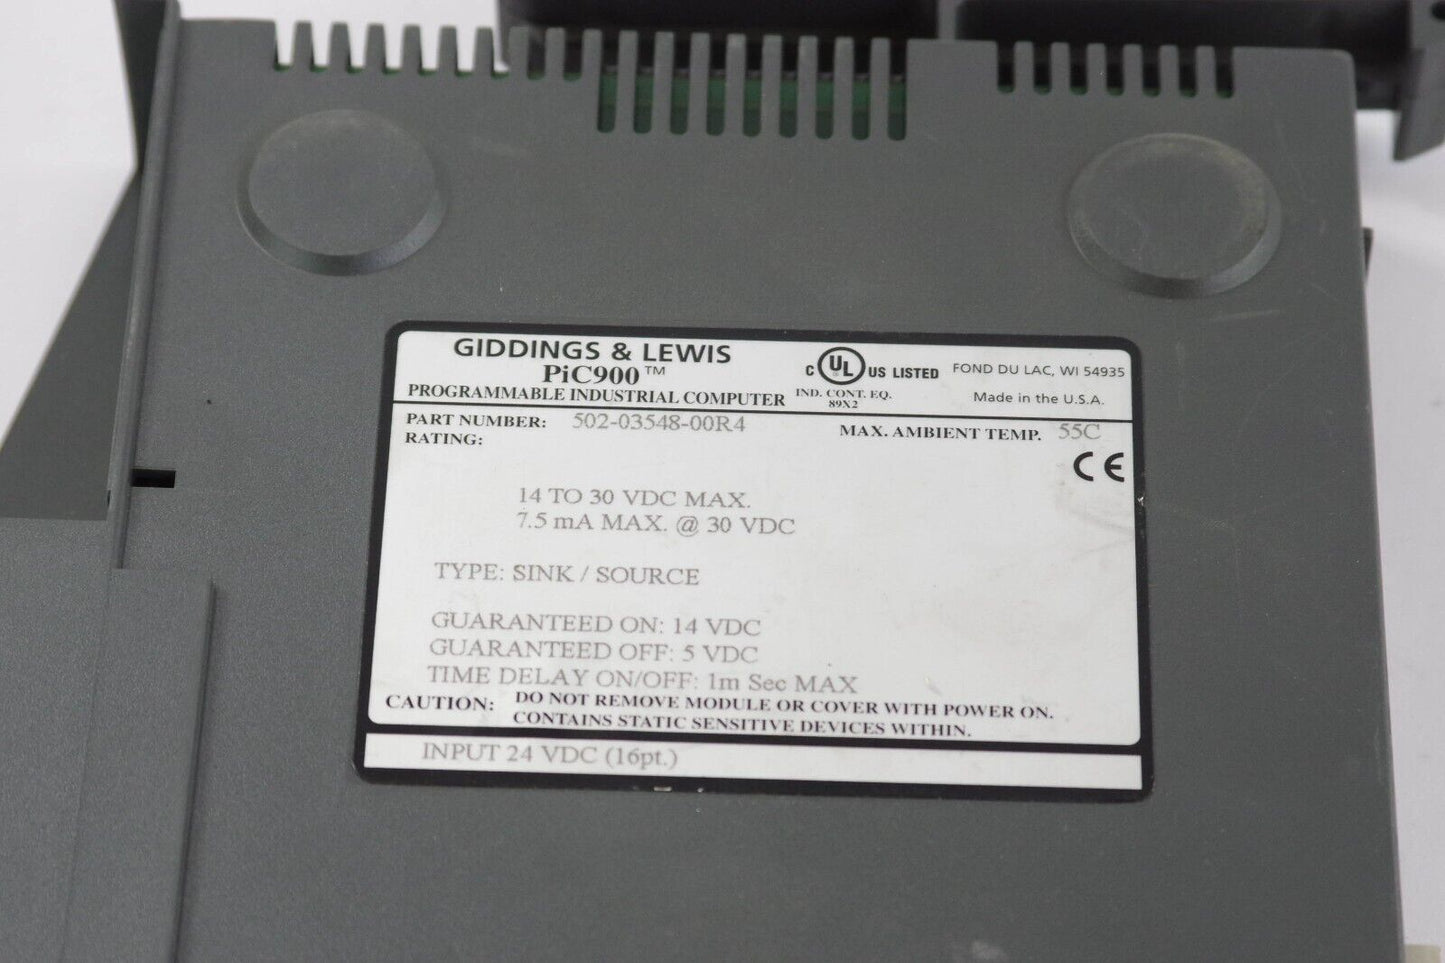 GIDDINGS & LEWIS
PiC900™
PROGRAMMABLE INDUSTRIAL COMPUTER
C UL US LISTED
IND. CONT. EQ.
89X2
FOND DU LAC, WI 54935
Made in the U.S.A.
PART NUMBER: 502-03548-00R4
MAX. AMBIENT TEMP. 55C
RATING:
CE
14 TO 30 VDC MAX.
7.5 mA MAX. @ 30 VDC
TYPE: SINK / SOURCE
GUARANTEED ON: 14 VDC
GUARANTEED OFF: 5 VDC
TIME DELAY ON/OFF: 1m Sec MAX
CAUTION: DO NOT REMOVE MODULE OR COVER WITH POWER ON.
CONTAINS STATIC SENSITIVE DEVICES WITHIN.
INPUT 24 VDC (16pt.)